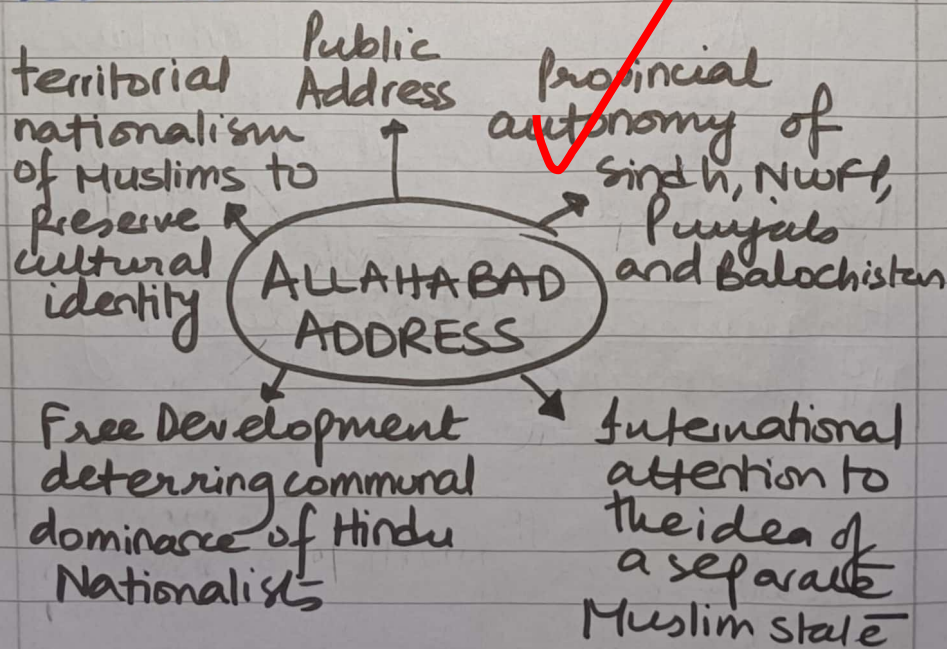 Public
Address
territorial
nationalism
of Muslims to
preserve
cultural
identity
Provincial
autonomy of
Sindh, NWFP,
Punjab
and Balochistan
ALLAHABAD
ADDRESS
Free Development
deterring communal
dominance of Hindu
Nationalists
International
attention to
the idea of
a separate
Muslim state